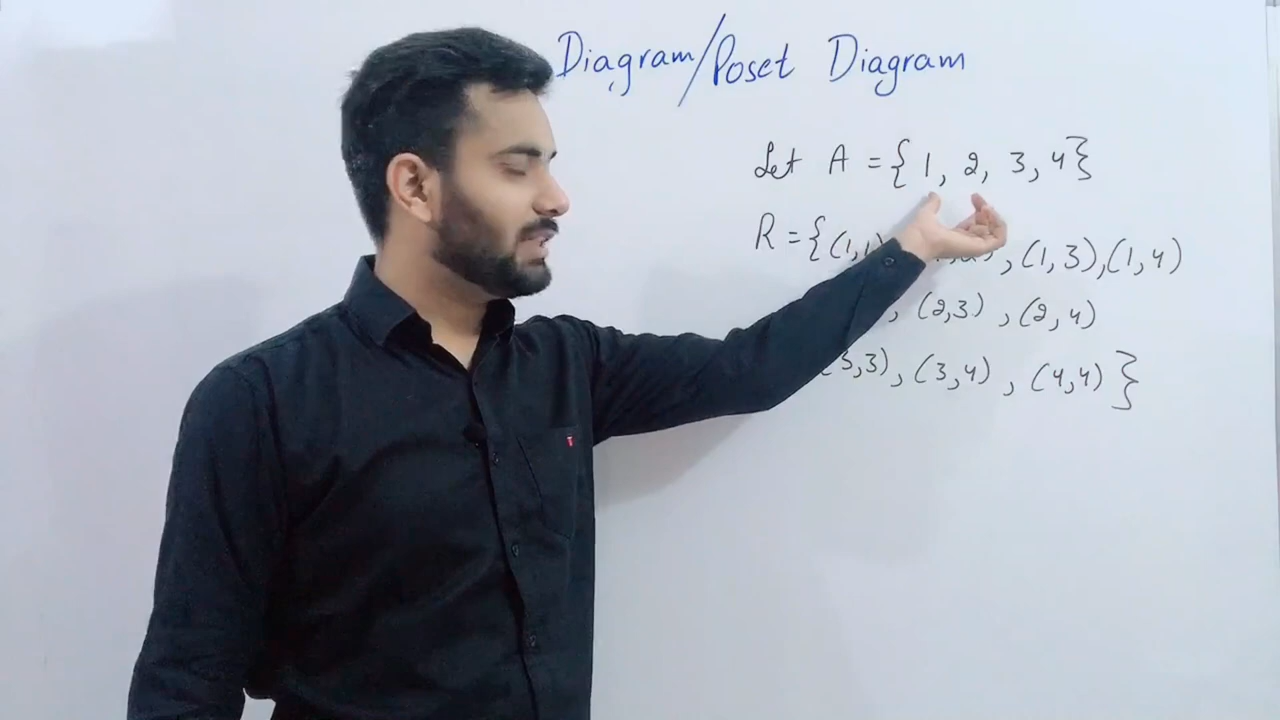 Diagram/Poset Diagram
Let A = { 1, 2, 3, 4}
R = { (1,1) , (1,3), (1,4)
, (2,3) , (2, 4)
3,3), (3,4) , (4,4) }